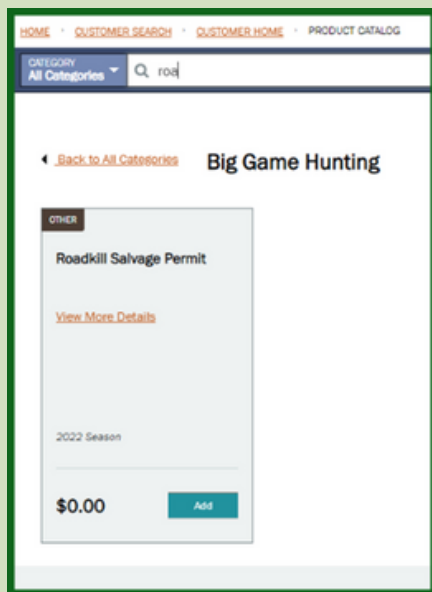 HOME · CUSTOMER SEARCH · CUSTOMER HOME · PRODUCT CATALOG
CATEGORY
All Categories
roa
Back to All Categories
Big Game Hunting
OTHER
Roadkill Salvage Permit
View More Details
2022 Season
$0.00
Add